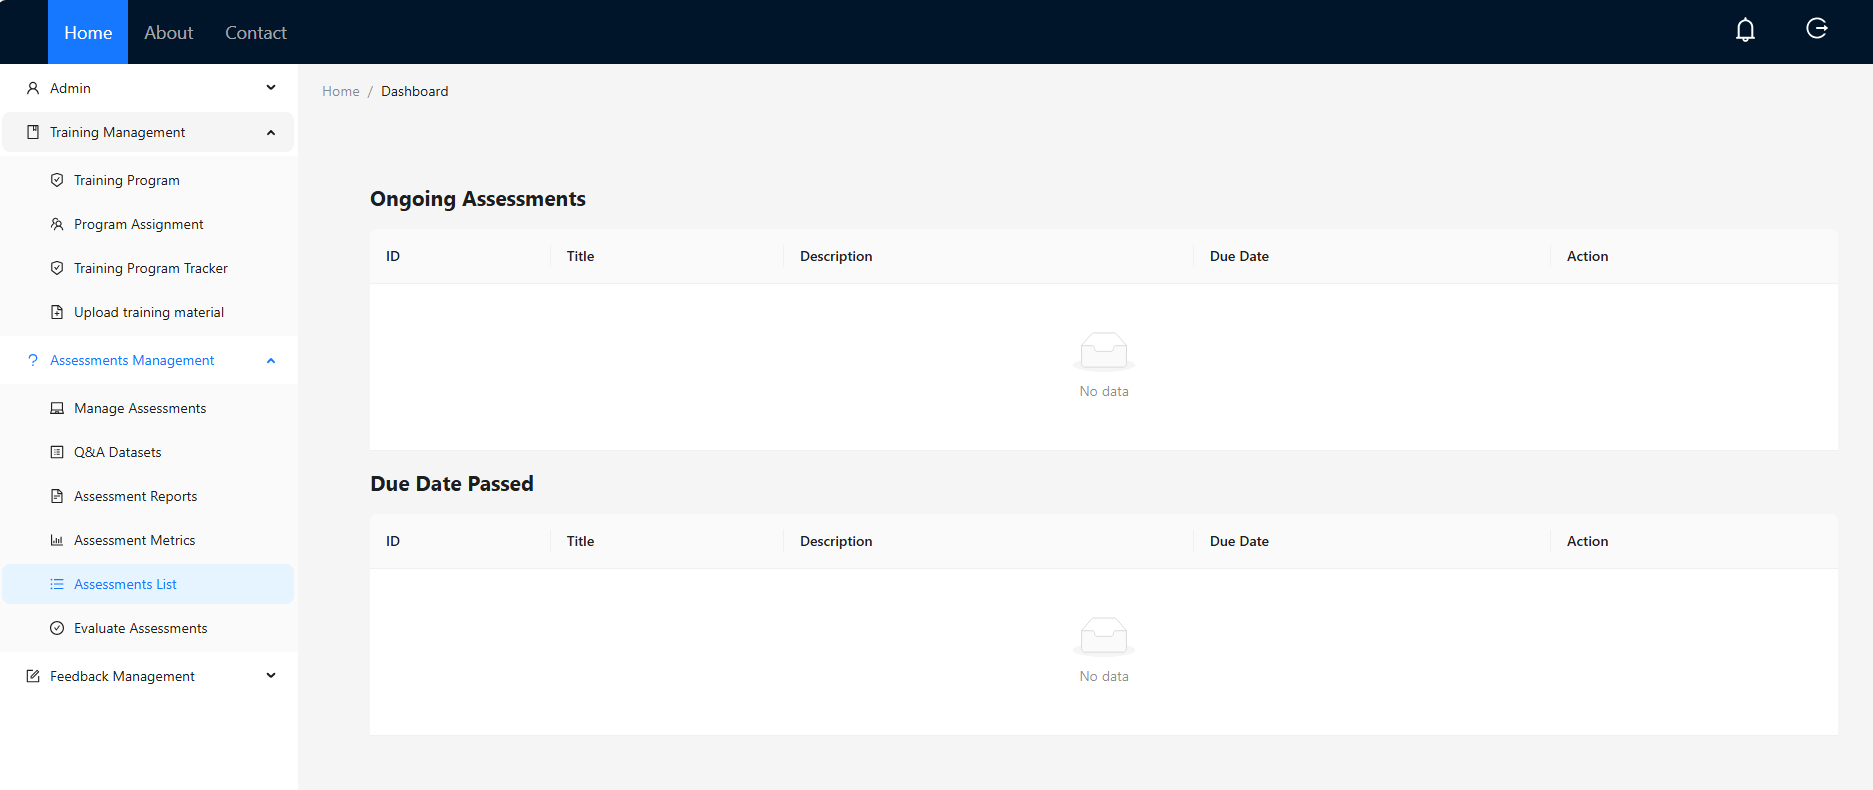 Home About Contact
Admin
Training Management
Training Program
Program Assignment
Training Program Tracker
Upload training material
Assessments Management
Manage Assessments
Q&A Datasets
Assessment Reports
Assessment Metrics
Assessments List
Evaluate Assessments
Feedback Management
Home / Dashboard
Ongoing Assessments
ID Title Description Due Date Action
No data
Due Date Passed
ID Title Description Due Date Action
No data